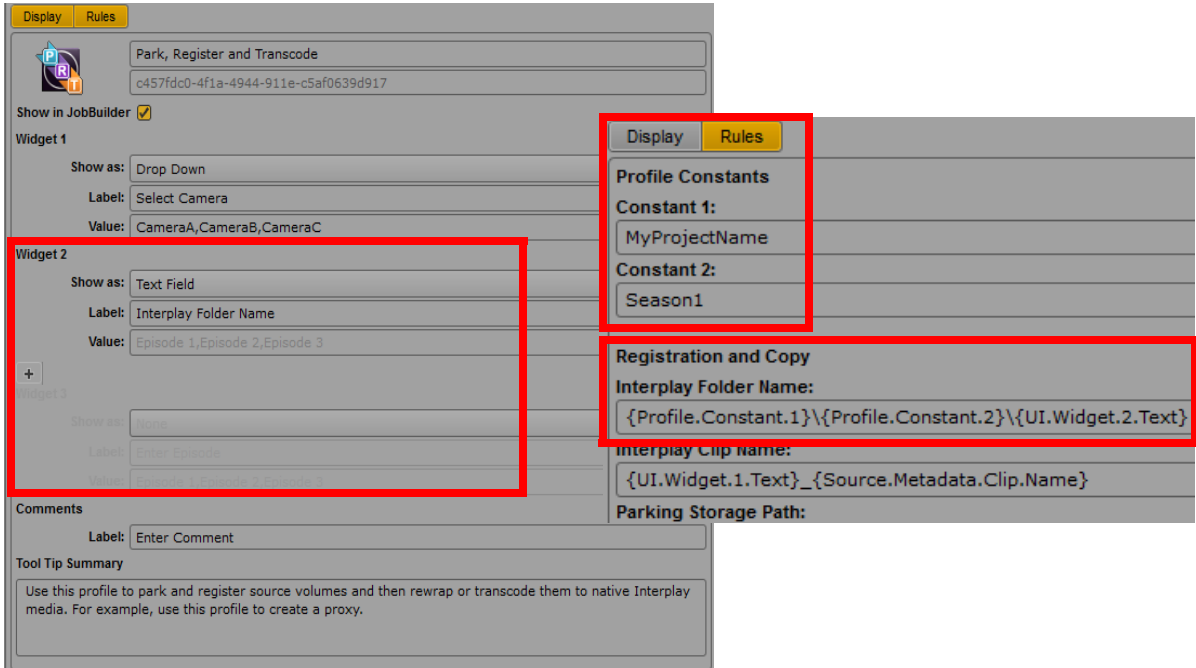 Display Rules
P
R
T
Park, Register and Transcode
c457fdc0-4f1a-4944-911e-c5af0639d917
Show in JobBuilder
Widget 1
Show as: Drop Down
Label: Select Camera
Value: CameraA,CameraB,CameraC
Widget 2
Show as: Text Field
Label: Interplay Folder Name
Value: Episode 1,Episode 2,Episode 3
+
Widget 3
Show as: None
Label: Enter Episode
Value: Episode 1,Episode 2,Episode 3
Comments
Label: Enter Comment
Tool Tip Summary
Use this profile to park and register source volumes and then rewrap or transcode them to native Interplay
media. For example, use this profile to create a proxy.
Display Rules
Profile Constants
Constant 1:
MyProjectName
Constant 2:
Season1
Registration and Copy
Interplay Folder Name:
{Profile.Constant.1}\{Profile.Constant.2}\{UI.Widget.2.Text}
Interplay Clip Name:
{UI.Widget.1.Text}_{Source.Metadata.Clip.Name}
Parking Storage Path: